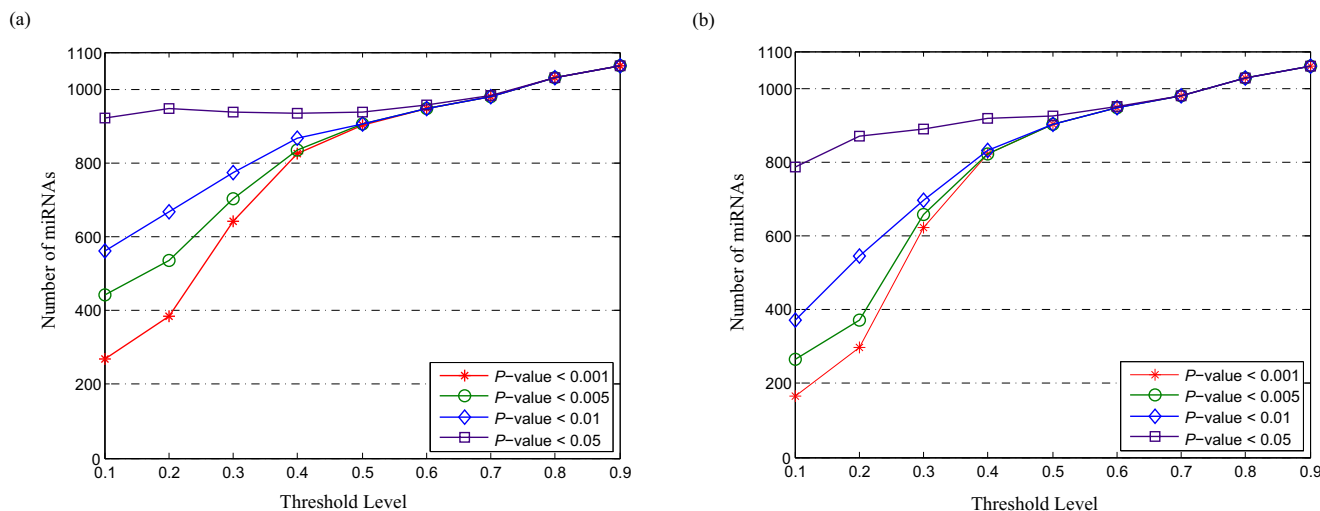 (a)
1100
1000
800
600
400
200
0
0.1 0.2 0.3 0.4 0.5 0.6 0.7 0.8 0.9
Number of miRNAs
Threshold Level
P−value < 0.001
P−value < 0.005
P−value < 0.01
P−value < 0.05
(b)
1100
1000
800
600
400
200
0
0.1 0.2 0.3 0.4 0.5 0.6 0.7 0.8 0.9
Number of miRNAs
Threshold Level
P−value < 0.001
P−value < 0.005
P−value < 0.01
P−value < 0.05